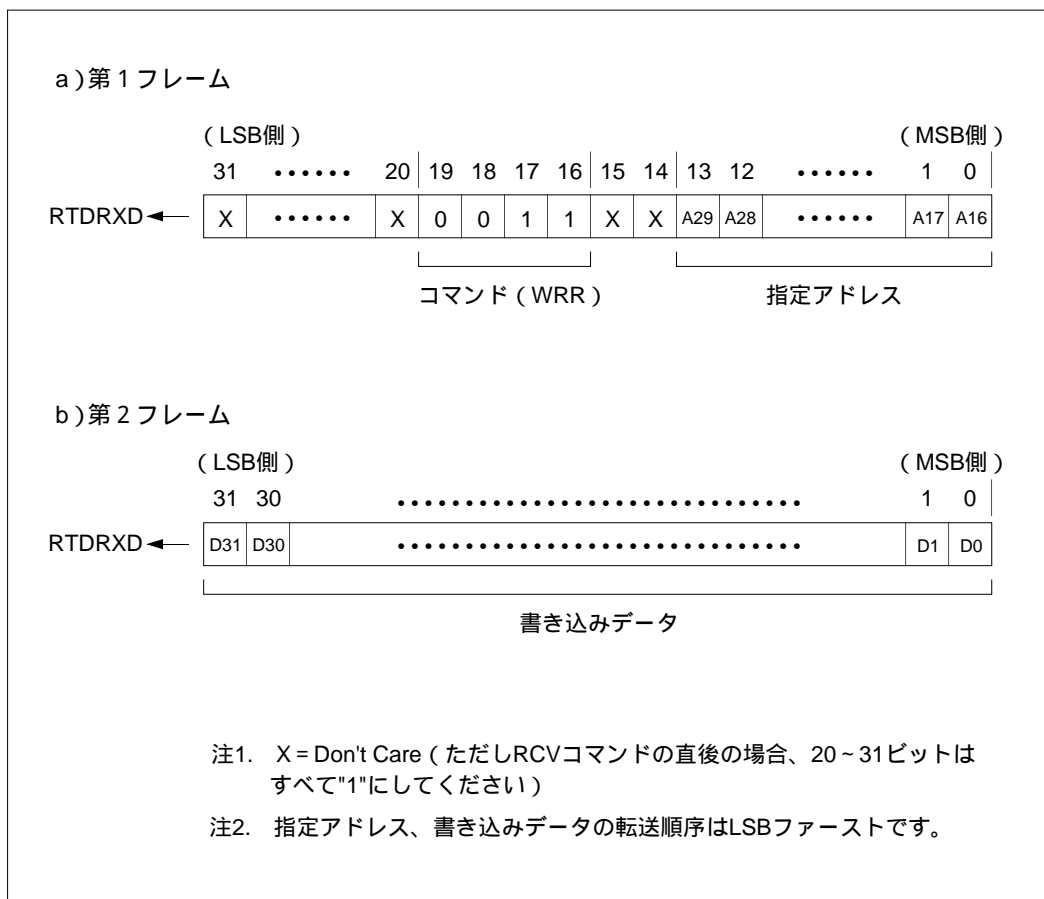 a)第1フレーム
(LSB側) (MSB側)
31 •••••• 20 19 18 17 16 15 14 13 12 •••••• 1 0
RTDRXD X •••••• X 0 0 1 1 X X A29 A28 •••••• A17 A16
コマンド(WRR) 指定アドレス
b)第2フレーム
(LSB側) (MSB側)
31 30 •••••••••••••••••••••••••••••• 1 0
RTDRXD D31 D30 •••••••••••••••••••••••••••••• D1 D0
書き込みデータ
注1. X = Don't Care(ただしRCVコマンドの直後の場合、20~31ビットは
すべて"1"にしてください)
注2. 指定アドレス、書き込みデータの転送順序はLSBファーストです。